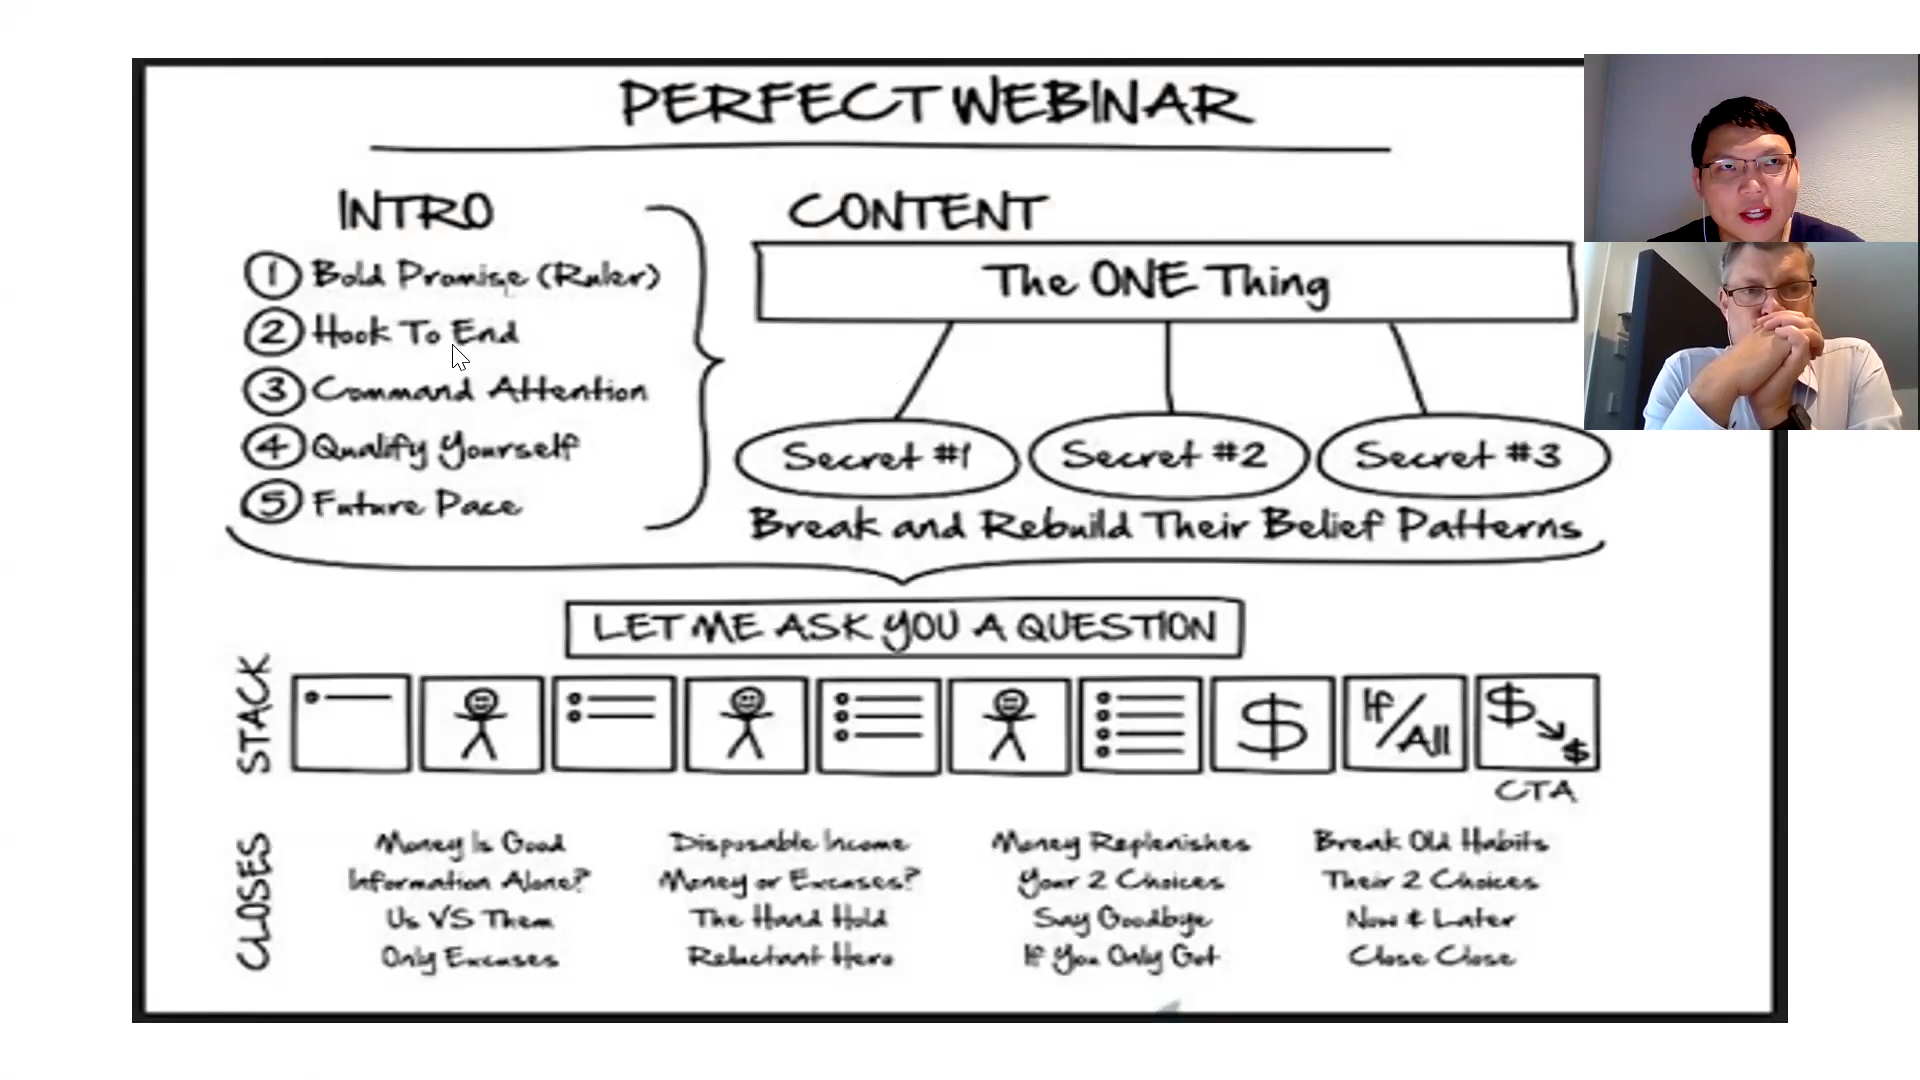 PERFECT WEBINAR
INTRO
1 Bold Promise (Ruler)
2 Hook To End
3 Command Attention
4 Qualify Yourself
5 Future Pace
CONTENT
The ONE Thing
Secret #1 Secret #2 Secret #3
Break and Rebuild Their Belief Patterns
LET ME ASK YOU A QUESTION
STACK
$ If/All $ $
CTA
CLOSES
Money Is Good Disposable Income Money Replenishes Break Old Habits
Information Alone? Money or Excuses? Your 2 Choices Their 2 Choices
Us VS Them The Hand Hold Say Goodbye Now & Later
Only Excuses Reluctant Hero If You Only Got Close Close